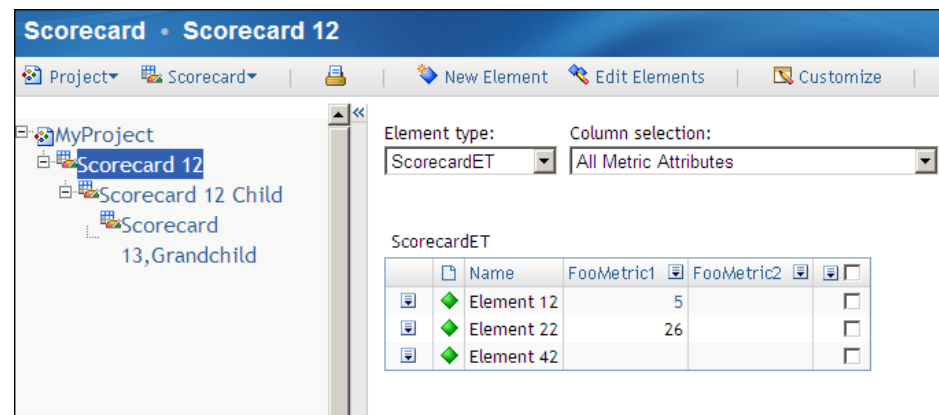 Scorecard • Scorecard 12
Project Scorecard New Element Edit Elements Customize
MyProject
Scorecard 12
Scorecard 12 Child
Scorecard
13,Grandchild
Element type: Column selection:
ScorecardET All Metric Attributes
ScorecardET
Name FooMetric1 FooMetric2
Element 12 5
Element 22 26
Element 42